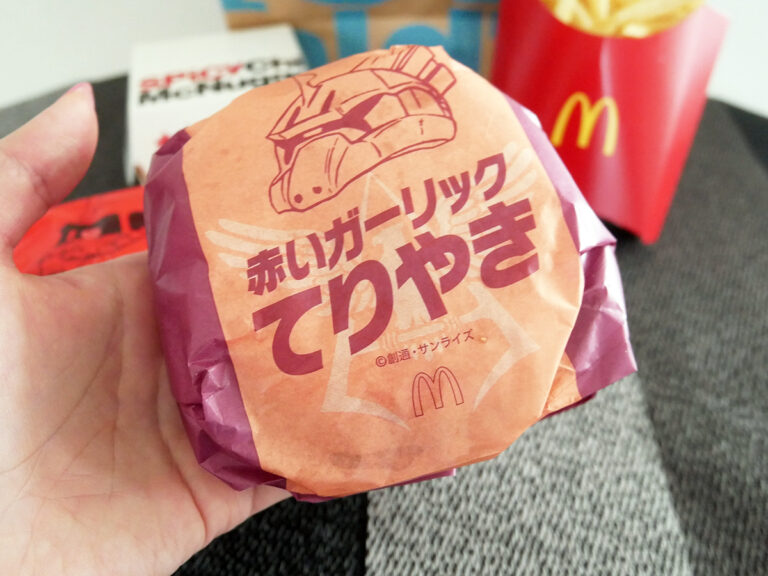 SPICY
McNugge
赤いガーリック
てりやき
©創通・サンライズ